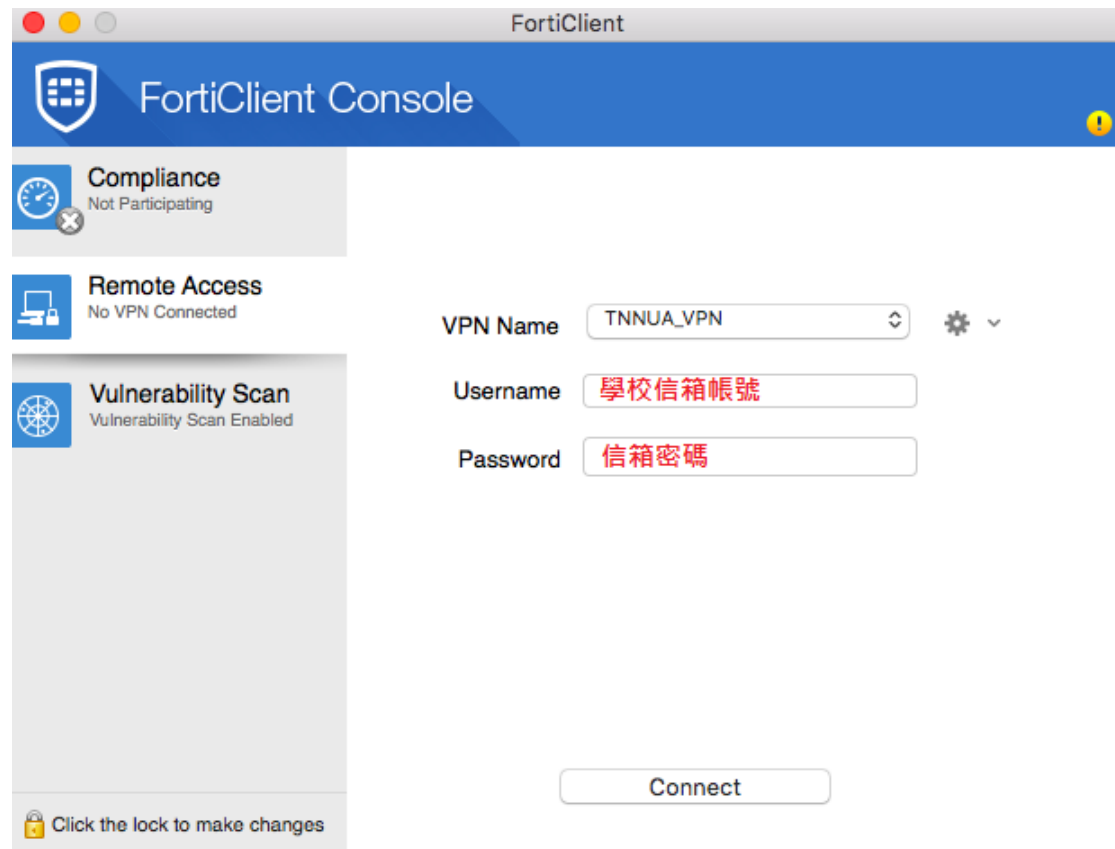 FortiClient
FortiClient Console
Compliance
Not Participating
Remote Access
No VPN Connected
Vulnerability Scan
Vulnerability Scan Enabled
VPN Name TNNUA_VPN
Username 學校信箱帳號
Password 信箱密碼
Connect
Click the lock to make changes